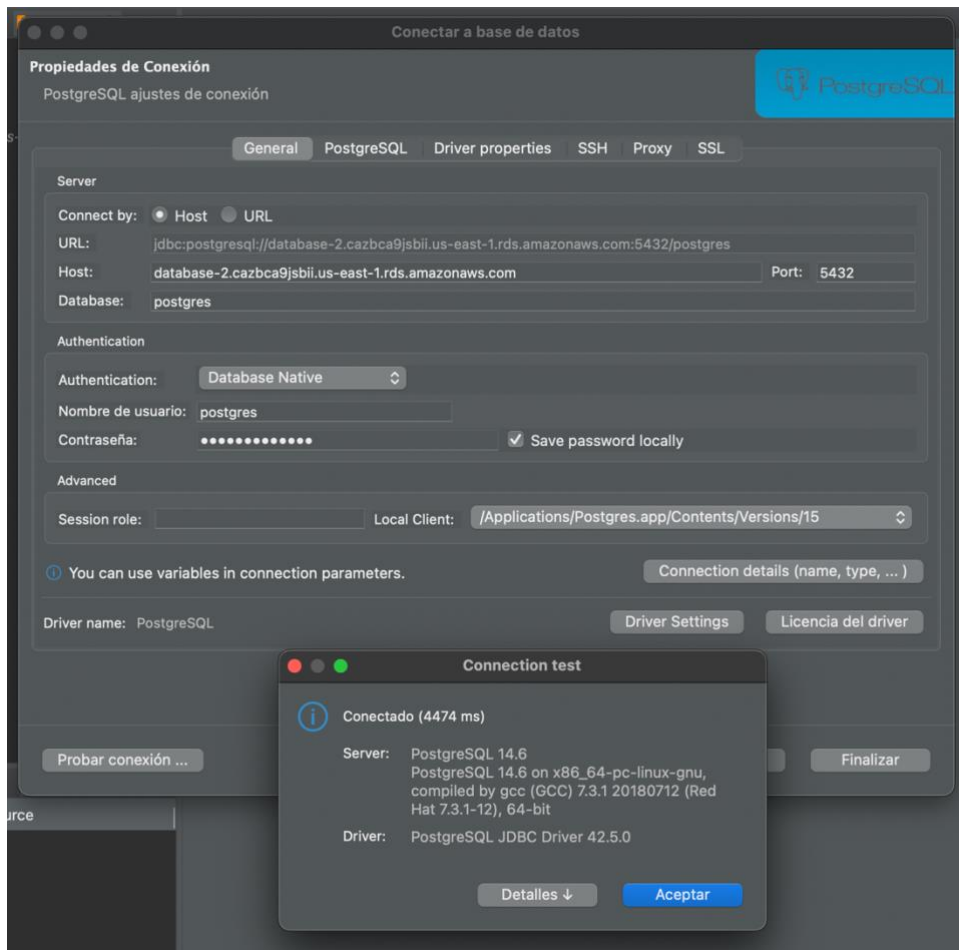 Conectar a base de datos
Propiedades de Conexión
PostgreSQL ajustes de conexión
PostgreSQL
General PostgreSQL Driver properties SSH Proxy SSL
Server
Connect by: Host URL
URL: jdbc:postgresql://database-2.cazbca9jsbii.us-east-1.rds.amazonaws.com:5432/postgres
Host: database-2.cazbca9jsbii.us-east-1.rds.amazonaws.com Port: 5432
Database: postgres
Authentication
Authentication: Database Native
Nombre de usuario: postgres
Contraseña: ••••••••••••• Save password locally
Advanced
Session role: Local Client: /Applications/Postgres.app/Contents/Versions/15
You can use variables in connection parameters. Connection details (name, type, ... )
Driver name: PostgreSQL Driver Settings Licencia del driver
Connection test
Conectado (4474 ms)
Server: PostgreSQL 14.6
PostgreSQL 14.6 on x86_64-pc-linux-gnu,
compiled by gcc (GCC) 7.3.1 20180712 (Red
Hat 7.3.1-12), 64-bit
Driver: PostgreSQL JDBC Driver 42.5.0
Detalles ↓ Aceptar
Probar conexión ... Finalizar
urce